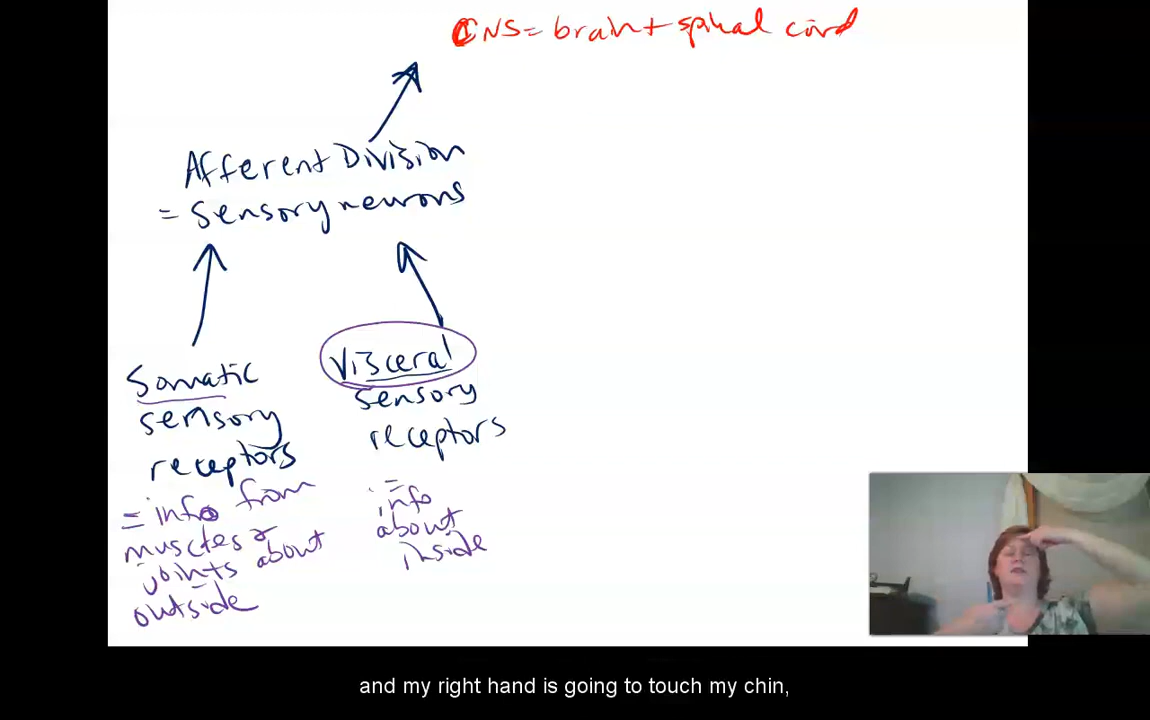 CNS = brain + spinal cord
Afferent Division
= sensory neurons
Somatic
sensory
receptors
= info from
muscles &
joints about
outside
Visceral
sensory
receptors
= info
about
inside
and my right hand is going to touch my chin,